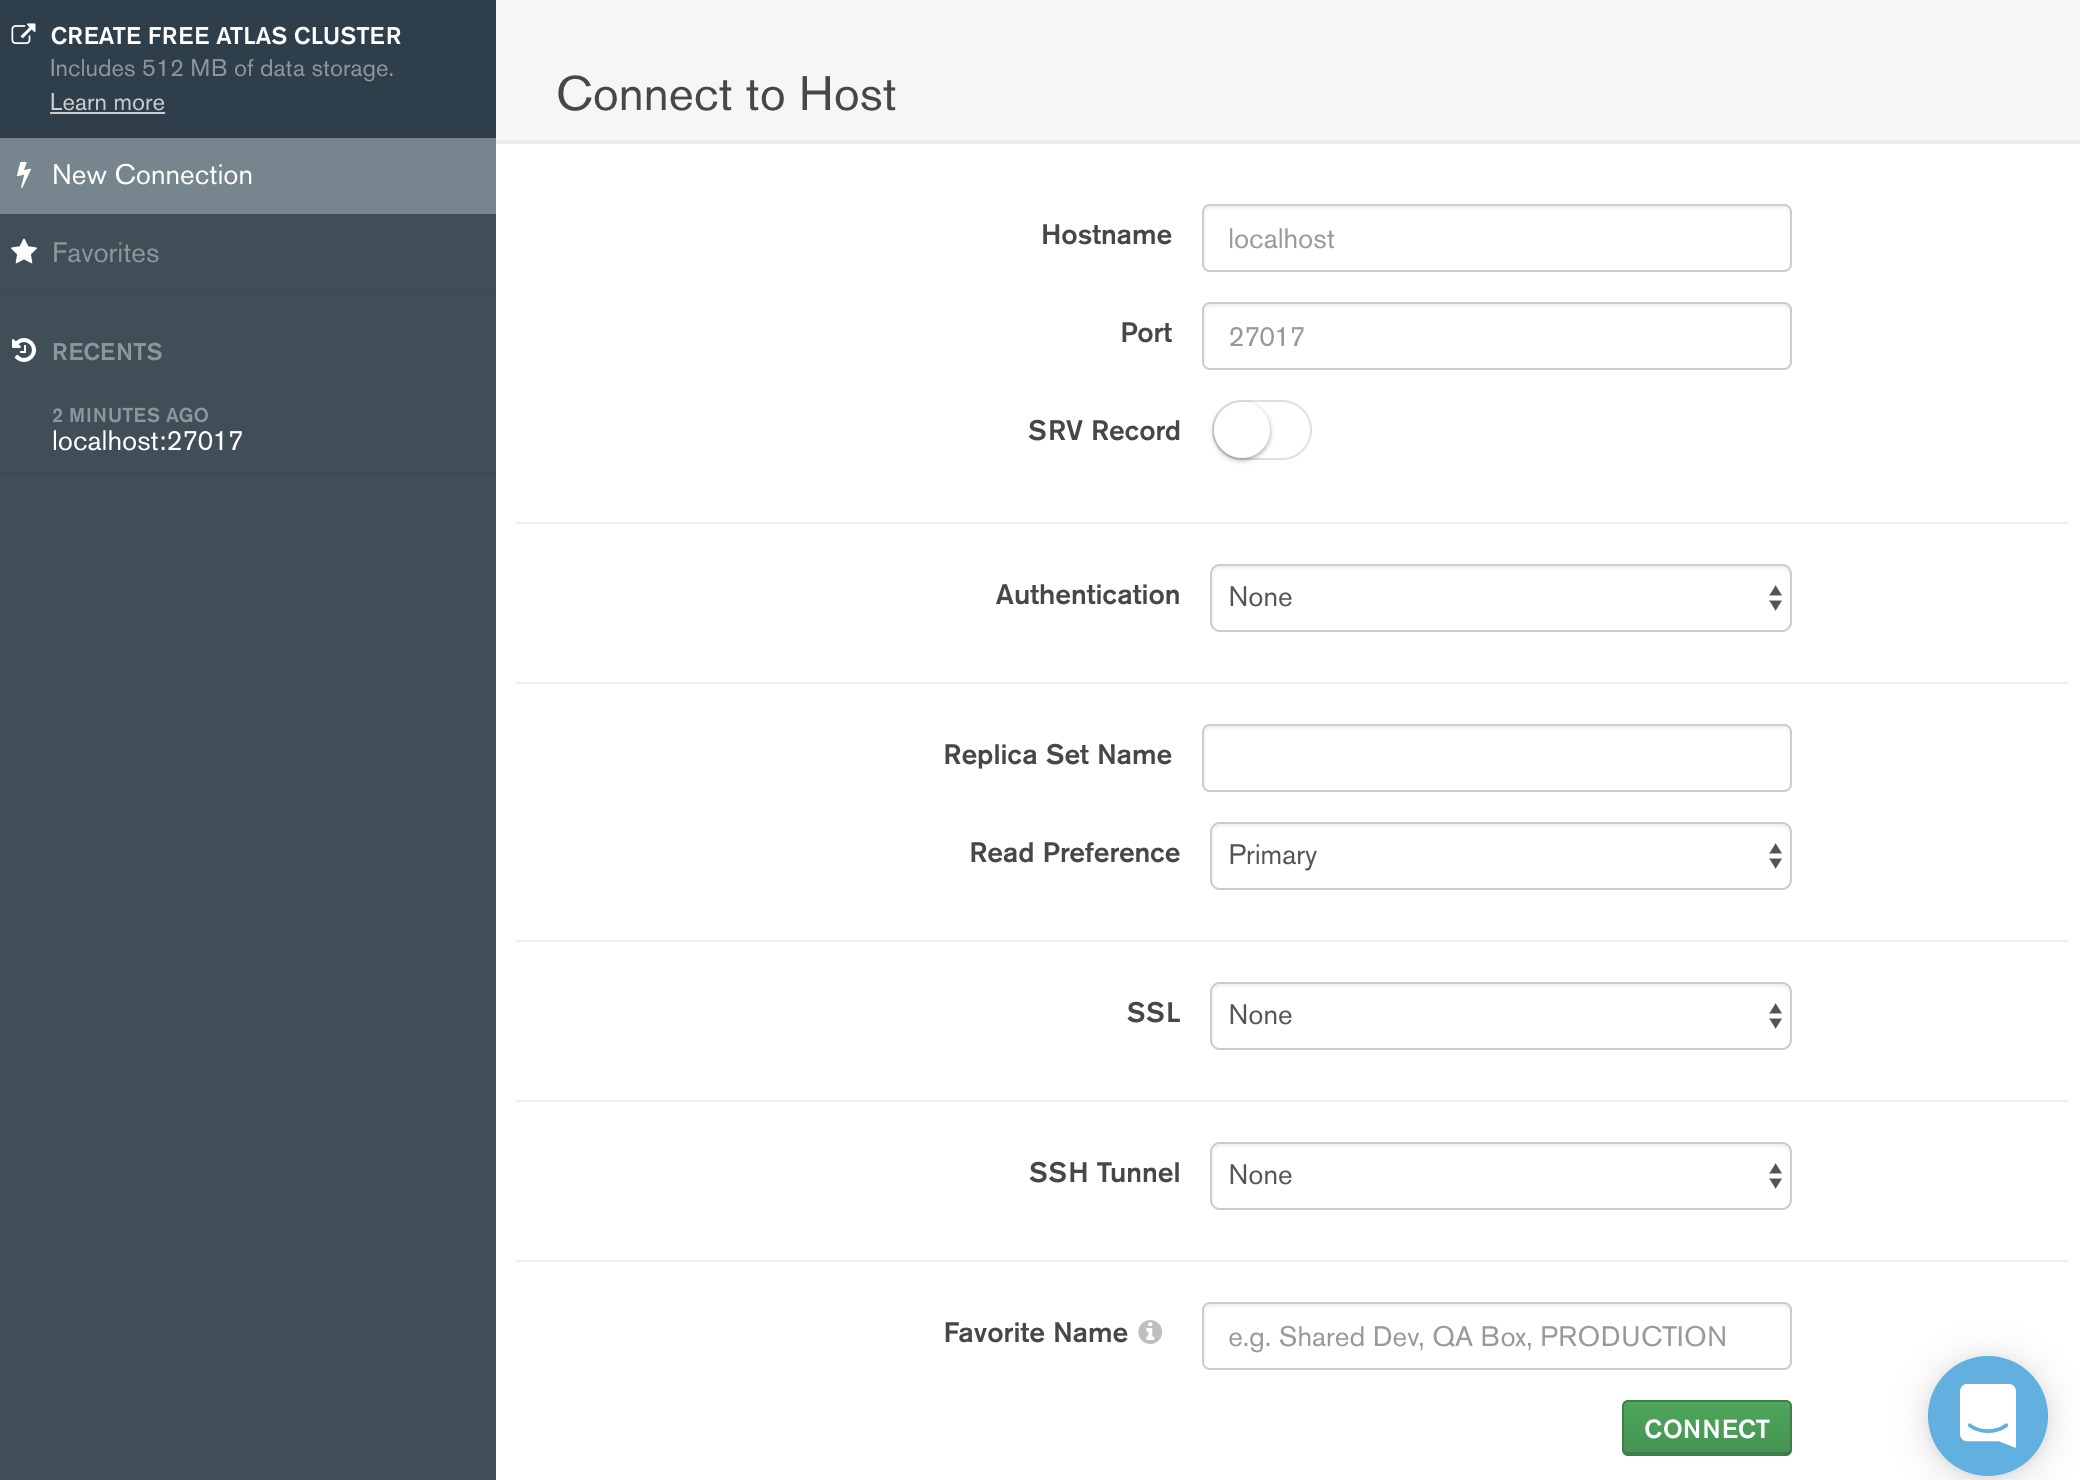 CREATE FREE ATLAS CLUSTER
Includes 512 MB of data storage.
Learn more
New Connection
Favorites
RECENTS
2 MINUTES AGO
localhost:27017
Connect to Host
Hostname localhost
Port 27017
SRV Record
Authentication None
Replica Set Name
Read Preference Primary
SSL None
SSH Tunnel None
Favorite Name e.g. Shared Dev, QA Box, PRODUCTION
CONNECT